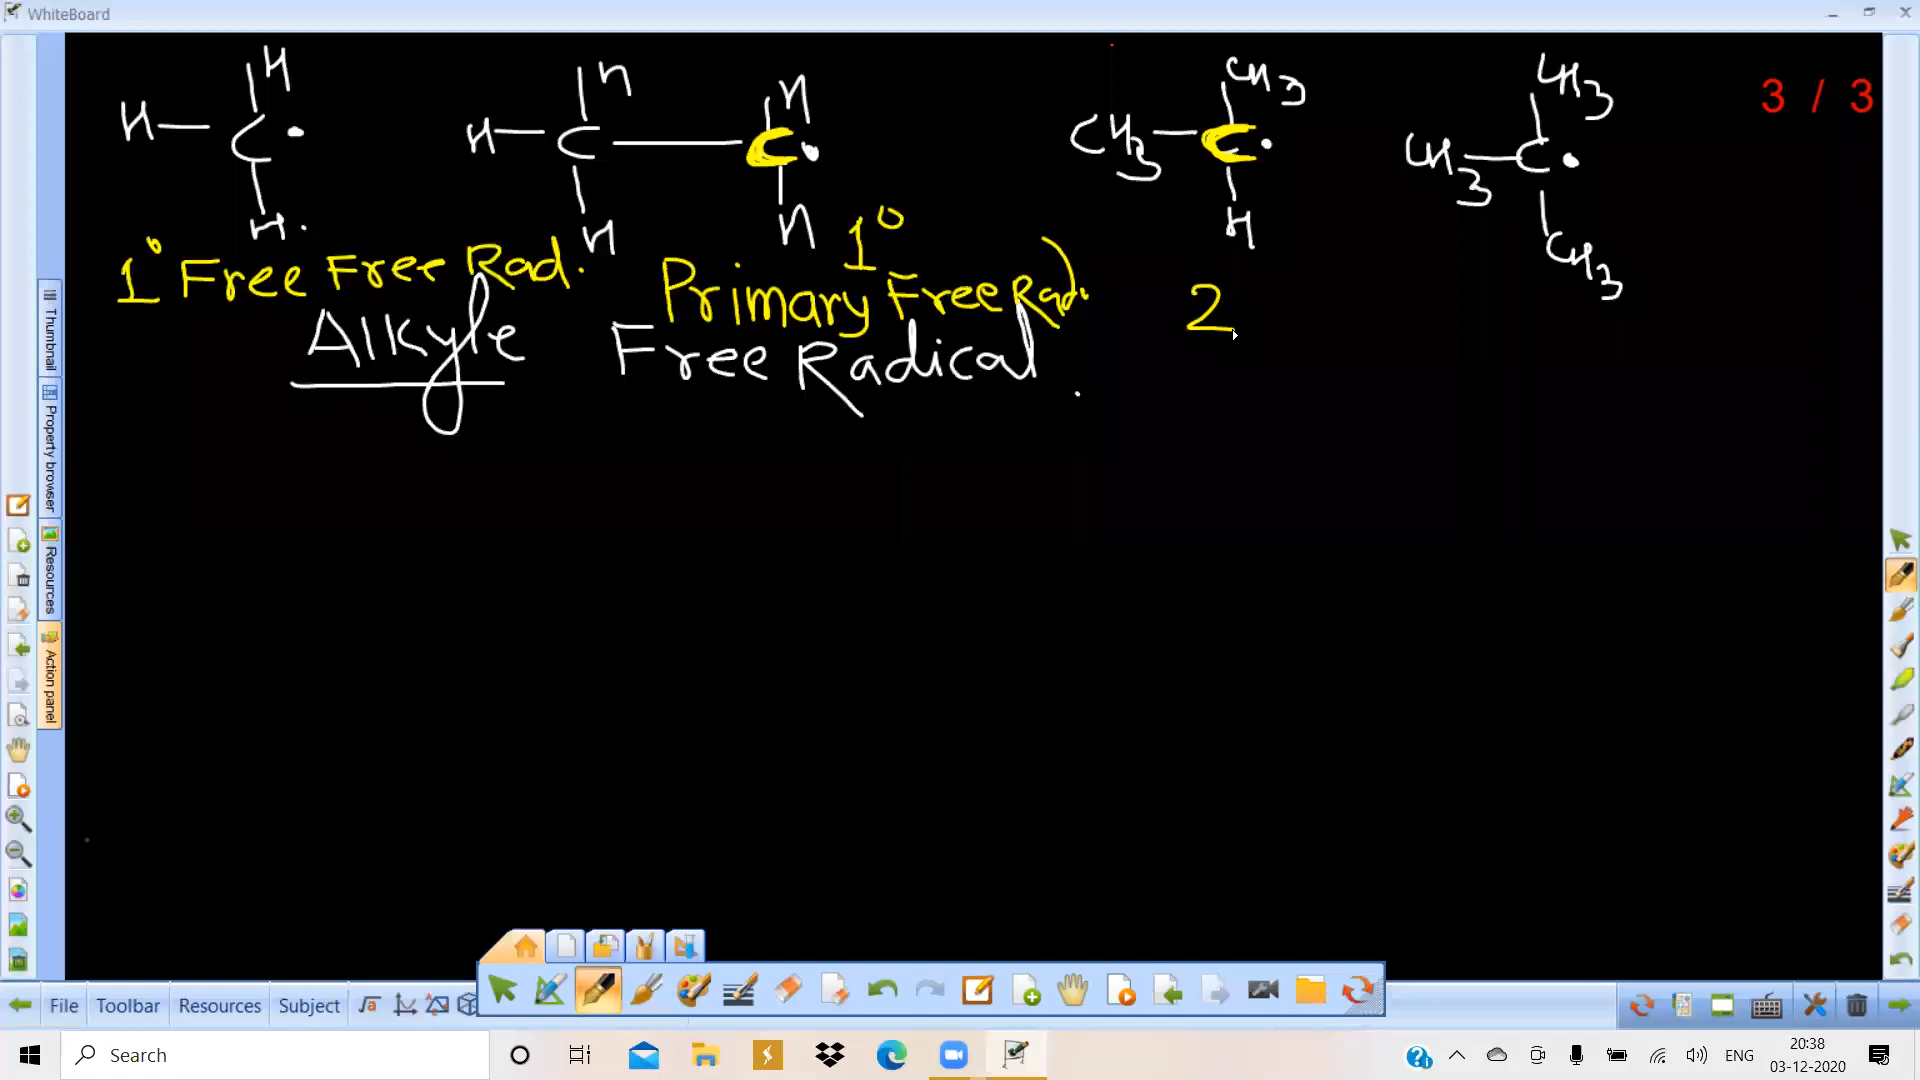 WhiteBoard
H H CH3 CH3 3 / 3
H C • H C C • CH3 C • CH3 C •
H H H H CH3
1° Free Free Rad. 1°
Primary Free Rad.
2
Alkyle Free Radical.
Thumbnail
Property browser
Resources
Action panel
File Toolbar Resources Subject
Search
ENG
20:38
03-12-2020